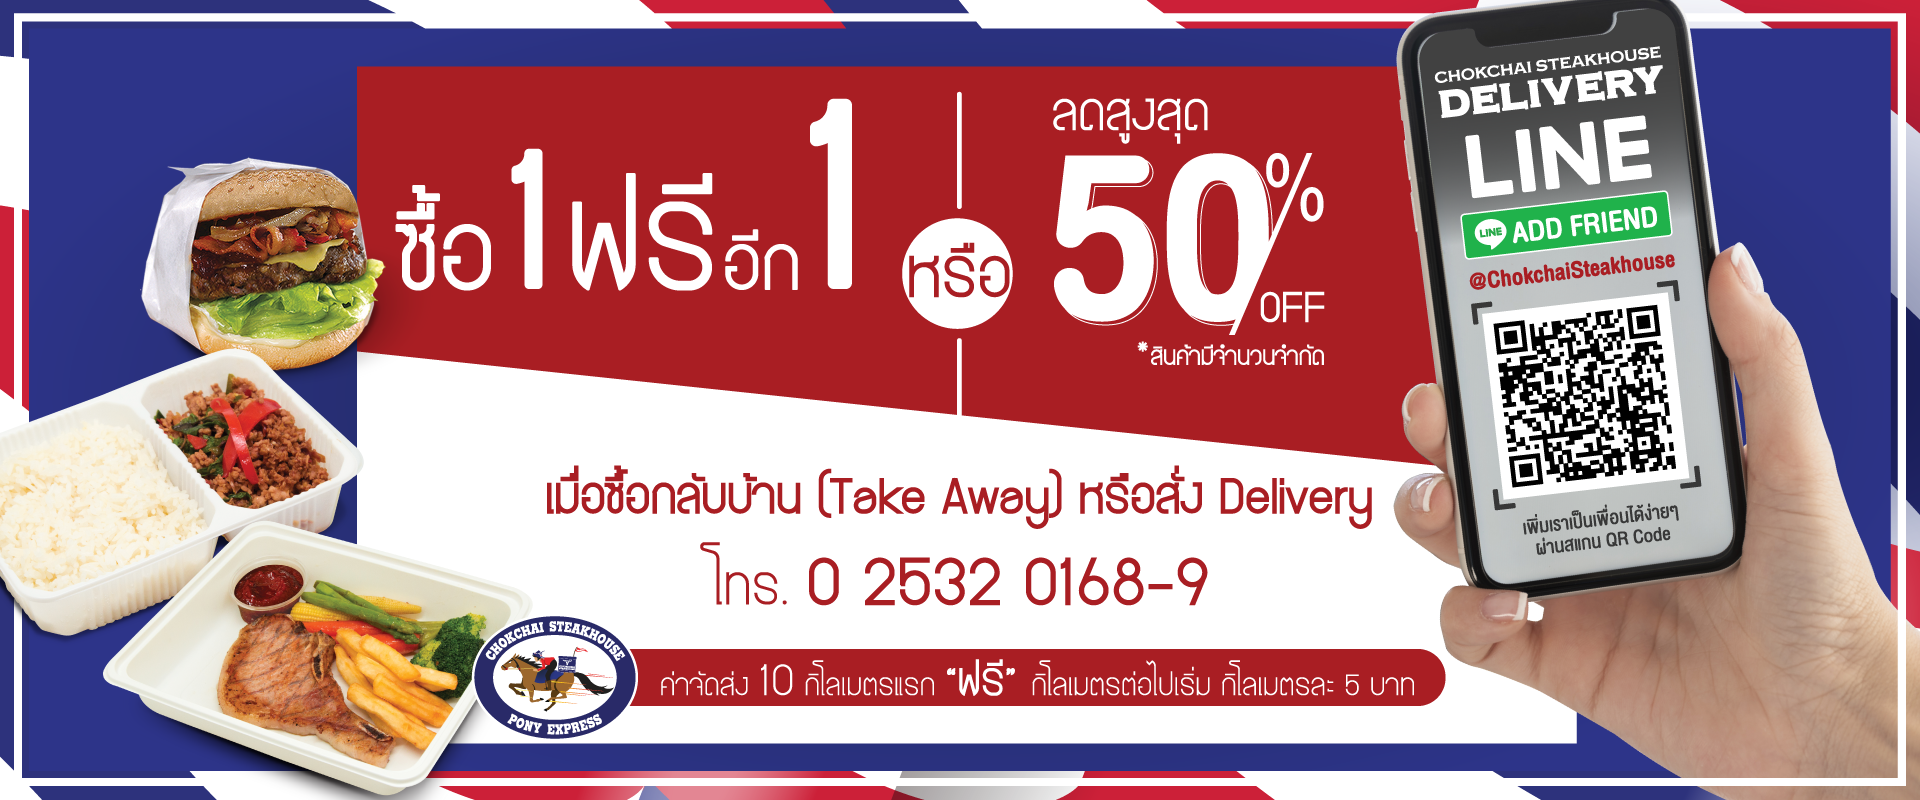 ซื้อ 1 ฟรี อีก 1
หรือ
ลดสูงสุด
50% OFF
*สินค้ามีจำนวนจำกัด
เมื่อซื้อกลับบ้าน (Take Away) หรือสั่ง Delivery
โทร. 0 2532 0168-9
ค่าจัดส่ง 10 กิโลเมตรแรก "ฟรี" กิโลเมตรต่อไปเริ่ม กิโลเมตรละ 5 บาท
CHOKCHAI STEAKHOUSE
PONY EXPRESS
CHOKCHAI STEAKHOUSE
DELIVERY
LINE
LINE ADD FRIEND
@ChokchaiSteakhouse
เพิ่มเราเป็นเพื่อนได้ง่ายๆ
ผ่านสแกน QR Code